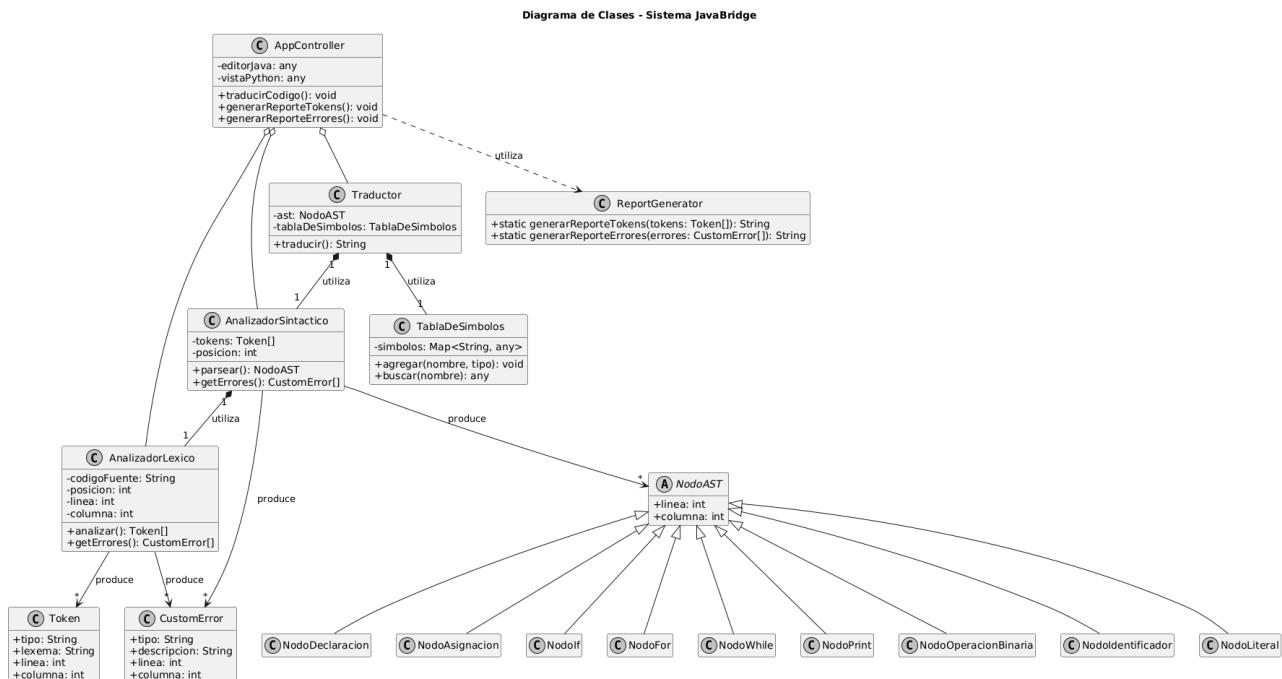 Diagrama de Clases - Sistema JavaBridge
C AppController
-editorJava: any
-vistaPython: any
+traducirCodigo(): void
+generarReporteTokens(): void
+generarReporteErrores(): void
utiliza
C Traductor
-ast: NodoAST
-tablaDeSimbolos: TablaDeSimbolos
+traducir(): String
C ReportGenerator
+static generarReporteTokens(tokens: Token[]): String
+static generarReporteErrores(errores: CustomError[]): String
1 1
utiliza utiliza
1 1
C AnalizadorSintactico
-tokens: Token[]
-posicion: int
+parsear(): NodoAST
+getErrores(): CustomError[]
C TablaDeSimbolos
-simbolos: Map<String, any>
+agregar(nombre, tipo): void
+buscar(nombre): any
1
utiliza
1
produce
C AnalizadorLexico
-codigoFuente: String
-posicion: int
-linea: int
-columna: int
+analizar(): Token[]
+getErrores(): CustomError[]
produce
*
A NodoAST
+linea: int
+columna: int
produce produce
* * *
C Token
+tipo: String
+lexema: String
+linea: int
+columna: int
C CustomError
+tipo: String
+descripcion: String
+linea: int
+columna: int
C NodoDeclaracion
C NodoAsignacion
C NodoIf
C NodoFor
C NodoWhile
C NodoPrint
C NodoOperacionBinaria
C NodoIdentificador
C NodoLiteral